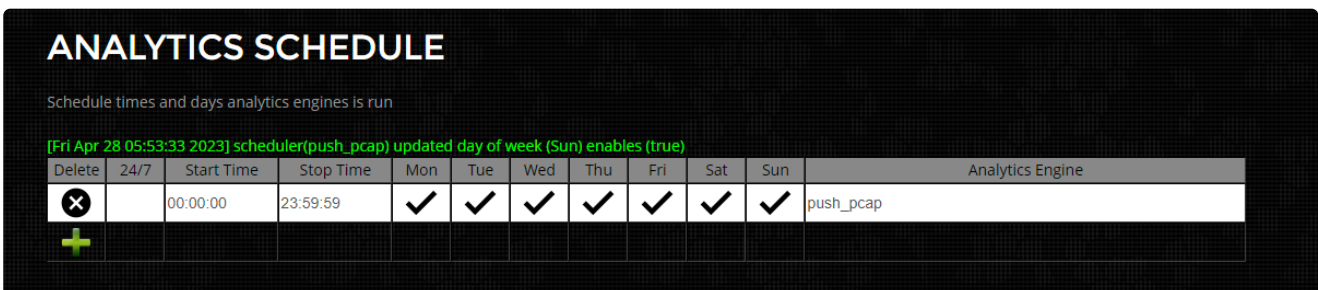 ANALYTICS SCHEDULE
Schedule times and days analytics engines is run
[Fri Apr 28 05:53:33 2023] scheduler(push_pcap) updated day of week (Sun) enables (true)
Delete 24/7 Start Time Stop Time Mon Tue Wed Thu Fri Sat Sun Analytics Engine
00:00:00 23:59:59 push_pcap